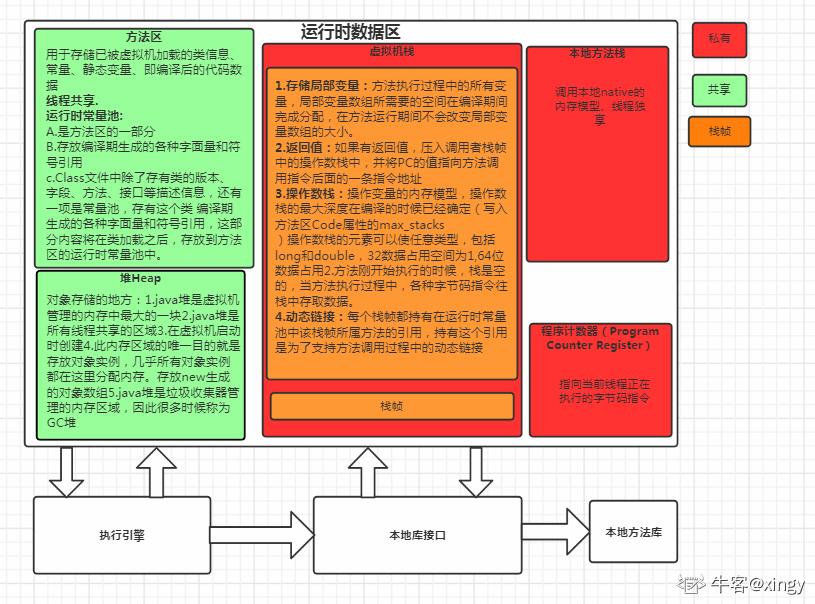 运行时数据区
方法区
用于存储已被虚拟机加载的类信息、
常量、静态变量、即编译后的代码数
据
线程共享.
运行时常量池:
A.是方法区的一部分
B.存放编译期生成的各种字面量和符
号引用
c.Class文件中除了存有类的版本、
字段、方法、接口等描述信息，还有
一项是常量池，存有这个类 编译期
生成的各种字面量和符号引用，这部
分内容将在类加载之后，存放到方法
区的运行时常量池中。
堆Heap
对象存储的地方：1.java堆是虚拟机
管理的内存中最大的一块2.java堆是
所有线程共享的区域3.在虚拟机启动
时创建4.此内存区域的唯一目的就是
存放对象实例，几乎所有对象实例
都在这里分配内存。存放new生成
的对象数组5.java堆是垃圾收集器管
理的内存区域，因此很多时候称为
GC堆
虚拟机栈
1.存储局部变量：方法执行过程中的所有变
量，局部变量数组所需要的空间在编译期间
完成分配，在方法运行期间不会改变局部变
量数组的大小。
2.返回值：如果有返回值，压入调用者栈帧
中的操作数栈中，并将PC的值指向方法调
用指令后面的一条指令地址
3.操作数栈：操作变量的内存模型，操作数
栈的最大深度在编译的时候已经确定（写入
方法区Code属性的max_stacks
）操作数栈的元素可以使任意类型，包括
long和double，32数据占用空间为1,64位
数据占用2.方法刚开始执行的时候，栈是空
的，当方法执行过程中，各种字节码指令往
栈中存取数据。
4.动态链接：每个栈帧都持有在运行时常量
池中该栈帧所属方法的引用，持有这个引用
是为了支持方法调用过程中的动态链接
栈帧
本地方法栈
调用本地native的
内存模型、线程独
享
程序计数器（Program
Counter Register）
指向当前线程正在
执行的字节码指令
私有
共享
栈帧
执行引擎
本地库接口
本地方法库
牛客@xingy